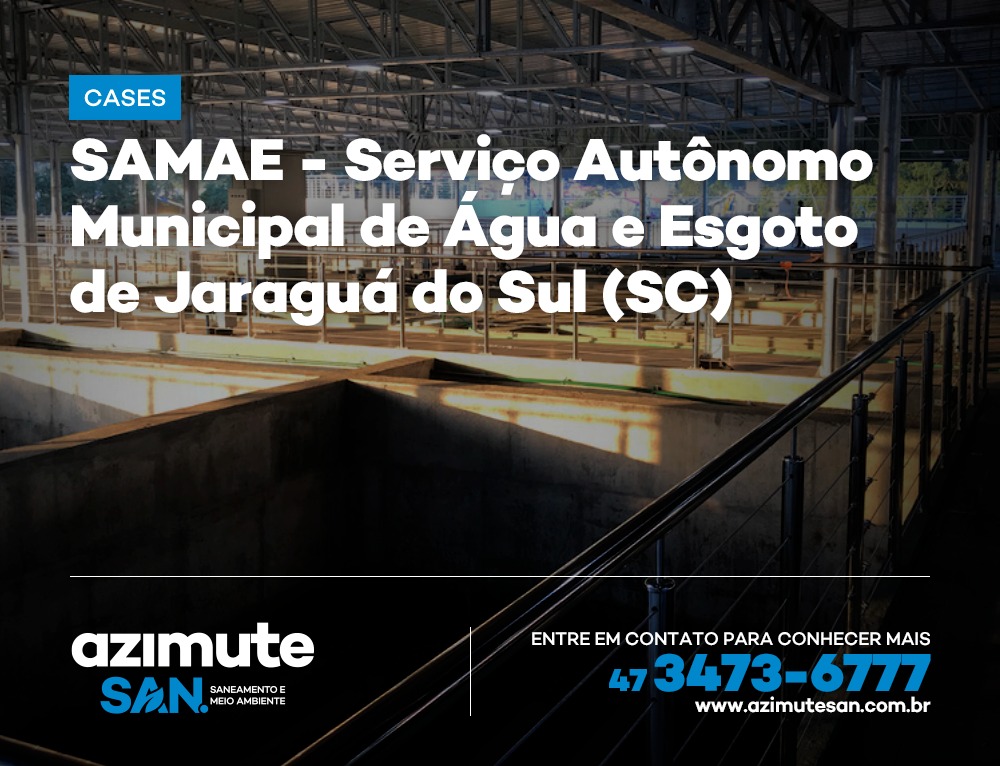 CASES
SAMAE - Serviço Autônomo
Municipal de Água e Esgoto
de Jaraguá do Sul (SC)
azimute
SAN. SANEAMENTO E
MEIO AMBIENTE
ENTRE EM CONTATO PARA CONHECER MAIS
47 3473-6777
www.azimutesan.com.br